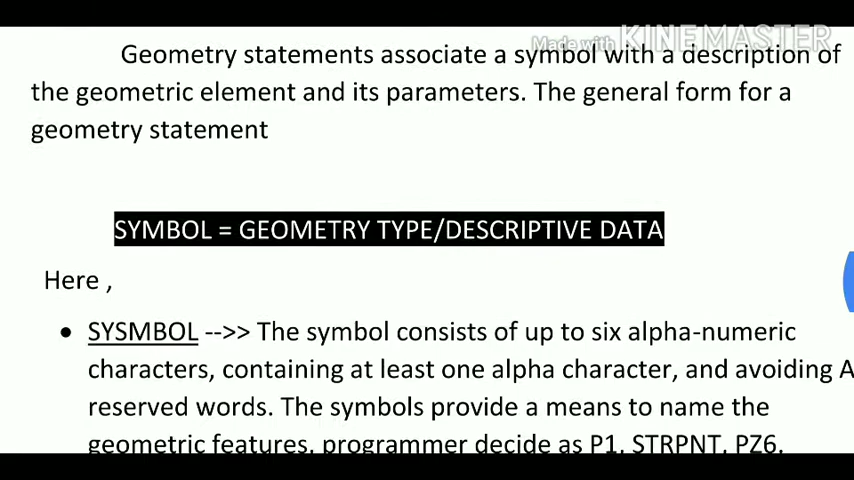 Made with KINEMASTER
Geometry statements associate a symbol with a description of
the geometric element and its parameters. The general form for a
geometry statement
SYMBOL = GEOMETRY TYPE/DESCRIPTIVE DATA
Here ,
• SYSMBOL -->> The symbol consists of up to six alpha-numeric
characters, containing at least one alpha character, and avoiding A
reserved words. The symbols provide a means to name the
geometric features, programmer decide as P1, STRPNT, PZ6,